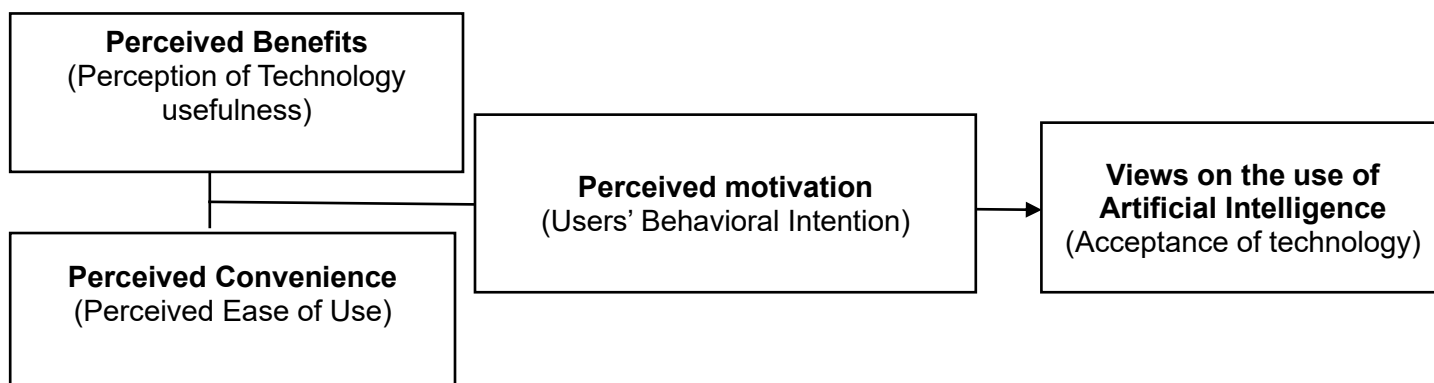 Perceived Benefits
(Perception of Technology
usefulness)
Perceived Convenience
(Perceived Ease of Use)
Perceived motivation
(Users’ Behavioral Intention)
Views on the use of
Artificial Intelligence
(Acceptance of technology)